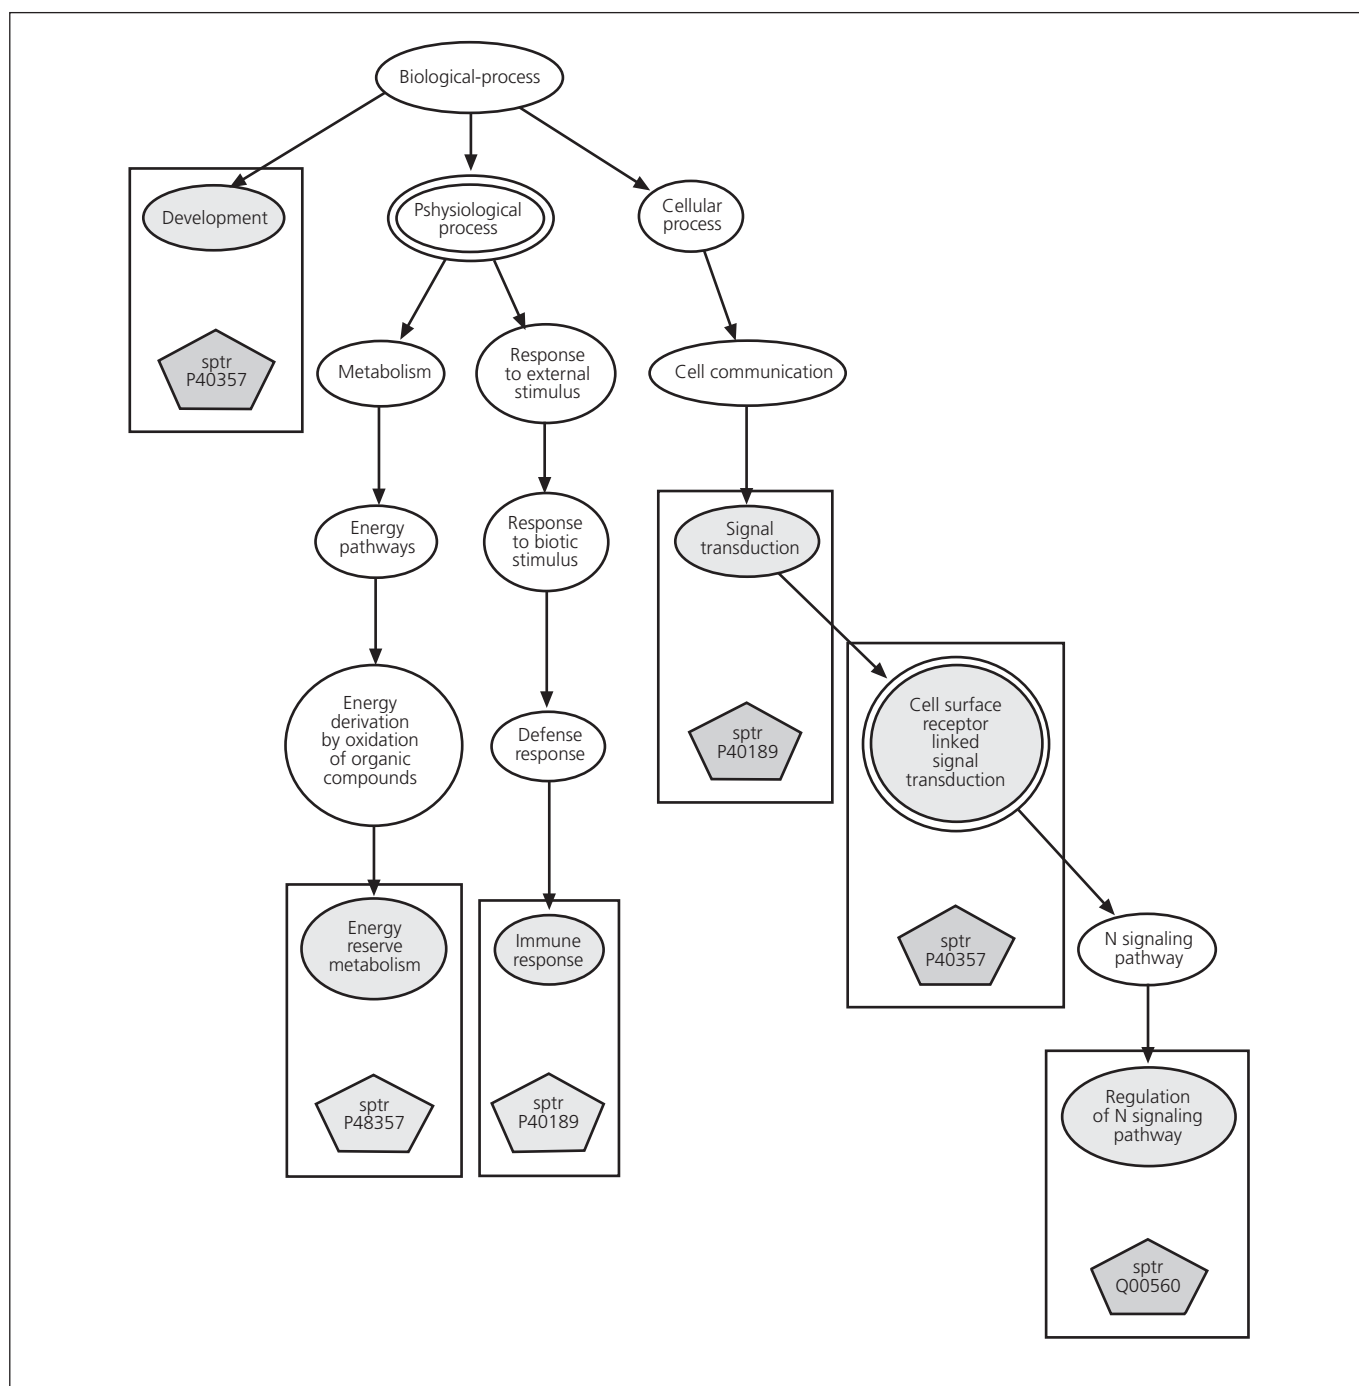 Biological-process
Development
Pshysiological
process
Cellular
process
sptr
P40357
Metabolism
Response
to external
stimulus
Cell communication
Energy
pathways
Response
to biotic
stimulus
Signal
transduction
Energy
derivation
by oxidation
of organic
compounds
Defense
response
sptr
P40189
Cell surface
receptor
linked
signal
transduction
Energy
reserve
metabolism
Immune
response
sptr
P40357
N signaling
pathway
sptr
P48357
sptr
P40189
Regulation
of N signaling
pathway
sptr
Q00560